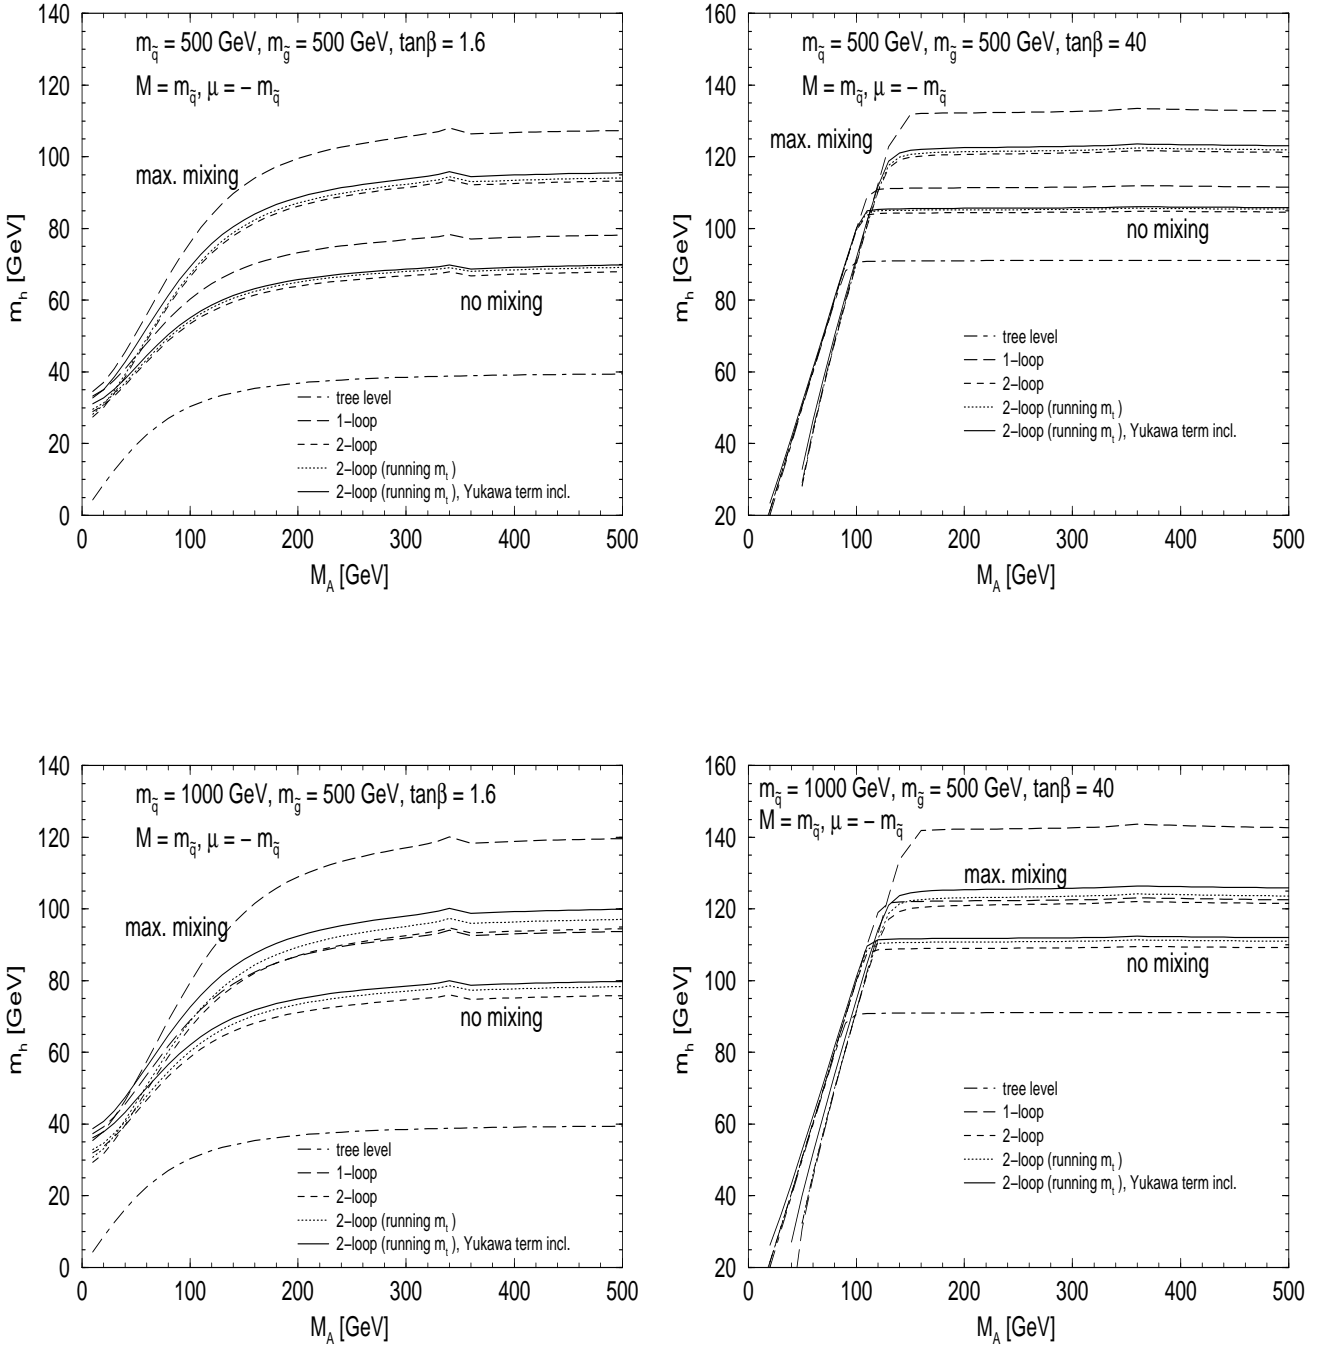 m_q̃ = 500 GeV, m_g̃ = 500 GeV, tanβ = 1.6
M = m_q̃, μ = − m_q̃
max. mixing
no mixing
tree level
1−loop
2−loop
2−loop (running m_t)
2−loop (running m_t), Yukawa term incl.
0 20 40 60 80 100 120 140
m_h [GeV]
0 100 200 300 400 500
M_A [GeV]
m_q̃ = 500 GeV, m_g̃ = 500 GeV, tanβ = 40
M = m_q̃, μ = − m_q̃
max. mixing
no mixing
tree level
1−loop
2−loop
2−loop (running m_t)
2−loop (running m_t), Yukawa term incl.
20 40 60 80 100 120 140 160
m_h [GeV]
0 100 200 300 400 500
M_A [GeV]
m_q̃ = 1000 GeV, m_g̃ = 500 GeV, tanβ = 1.6
M = m_q̃, μ = − m_q̃
max. mixing
no mixing
tree level
1−loop
2−loop
2−loop (running m_t)
2−loop (running m_t), Yukawa term incl.
0 20 40 60 80 100 120 140
m_h [GeV]
0 100 200 300 400 500
M_A [GeV]
m_q̃ = 1000 GeV, m_g̃ = 500 GeV, tanβ = 40
M = m_q̃, μ = − m_q̃
max. mixing
no mixing
tree level
1−loop
2−loop
2−loop (running m_t)
2−loop (running m_t), Yukawa term incl.
20 40 60 80 100 120 140 160
m_h [GeV]
0 100 200 300 400 500
M_A [GeV]